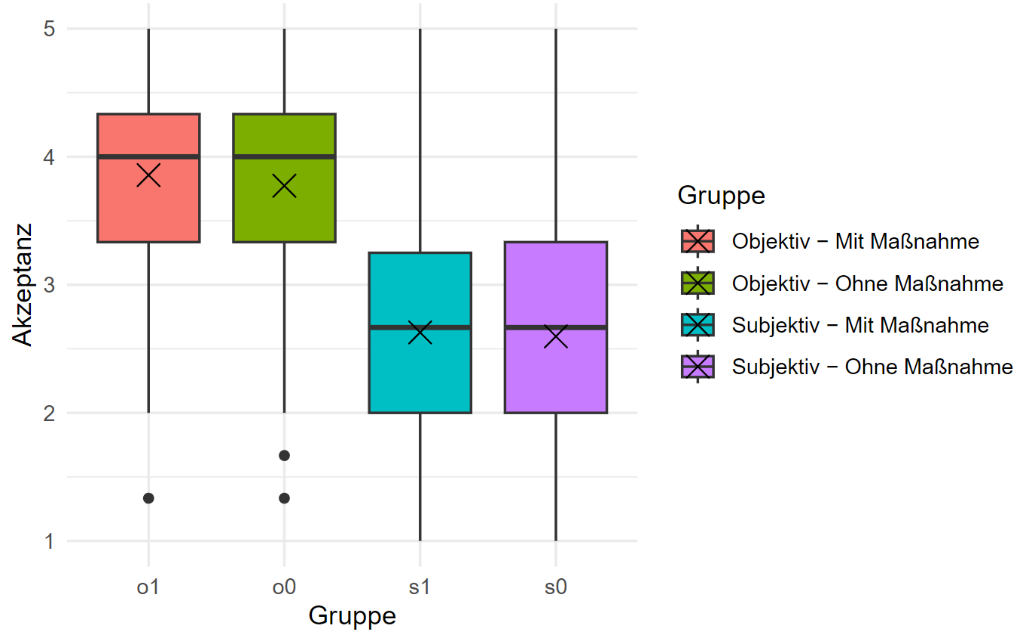 5
4
3
2
1
Akzeptanz
o1 o0 s1 s0
Gruppe
Gruppe
Objektiv − Mit Maßnahme
Objektiv − Ohne Maßnahme
Subjektiv − Mit Maßnahme
Subjektiv − Ohne Maßnahme